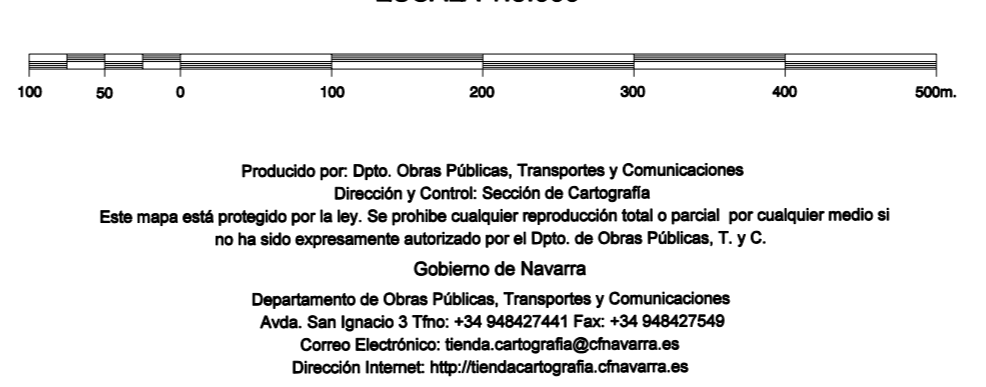 100 50 0 100 200 300 400 500m.
Producido por: Dpto. Obras Públicas, Transportes y Comunicaciones
Dirección y Control: Sección de Cartografía
Este mapa está protegido por la ley. Se prohibe cualquier reproducción total o parcial por cualquier medio si
no ha sido expresamente autorizado por el Dpto. de Obras Públicas, T. y C.
Gobierno de Navarra
Departamento de Obras Públicas, Transportes y Comunicaciones
Avda. San Ignacio 3 Tfno: +34 948427441 Fax: +34 948427549
Correo Electrónico: tienda.cartografia@cfnavarra.es
Dirección Internet: http://tiendacartografia.cfnavarra.es